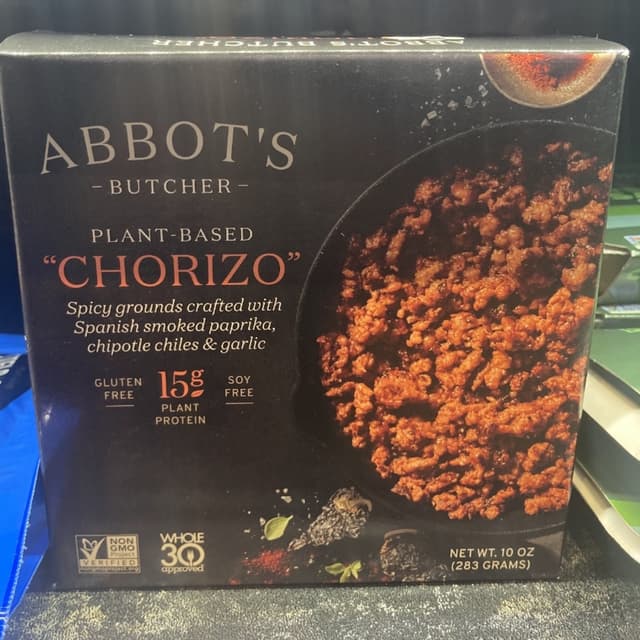 ABBOT'S BUTCHER
ABBOT'S
- BUTCHER -
PLANT-BASED
“CHORIZO”
Spicy grounds crafted with
Spanish smoked paprika,
chipotle chiles & garlic
GLUTEN
FREE
15g
PLANT
PROTEIN
SOY
FREE
NON
GMO
Project
VERIFIED
WHOLE
30
approved
NET WT. 10 OZ
(283 GRAMS)